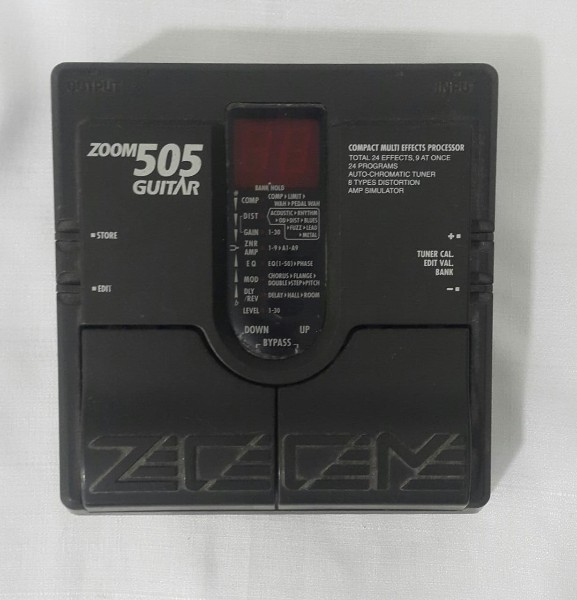 OUTPUT
INPUT
ZOOM 505
GUITAR
COMPACT MULTI EFFECTS PROCESSOR
TOTAL 24 EFFECTS, 9 AT ONCE
24 PROGRAMS
AUTO-CHROMATIC TUNER
8 TYPES DISTORTION
AMP SIMULATOR
BANK HOLD
COMP COMP▸LIMIT▸
WAH▸PEDAL WAH
DIST ACOUSTIC▸RHYTHM
▸OD▸DIST▸BLUES
▸FUZZ▸LEAD
▸METAL
GAIN 1-30
ZNR
AMP 1-9▸A1-A9
EQ EQ(1-50)▸PHASE
MOD CHORUS▸FLANGE▸
DOUBLE▸STEP▸PITCH
DLY
/REV DELAY▸HALL▸ROOM
LEVEL 1-30
DOWN UP
BYPASS
STORE
EDIT
+
TUNER CAL.
EDIT VAL.
BANK
−
ZOOM